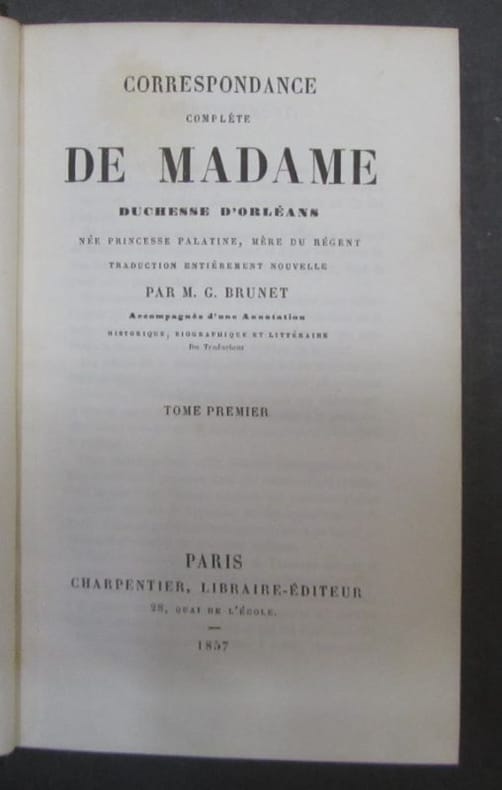 CORRESPONDANCE
COMPLÈTE
DE MADAME
DUCHESSE D'ORLÉANS
NÉE PRINCESSE PALATINE, MÈRE DU RÉGENT
TRADUCTION ENTIÈREMENT NOUVELLE
PAR M. G. BRUNET
Accompagnée d'une Annotation
HISTORIQUE, BIOGRAPHIQUE ET LITTÉRAIRE
Du Traducteur
TOME PREMIER
PARIS
CHARPENTIER, LIBRAIRE-ÉDITEUR
28, QUAI DE L'ÉCOLE.
1857